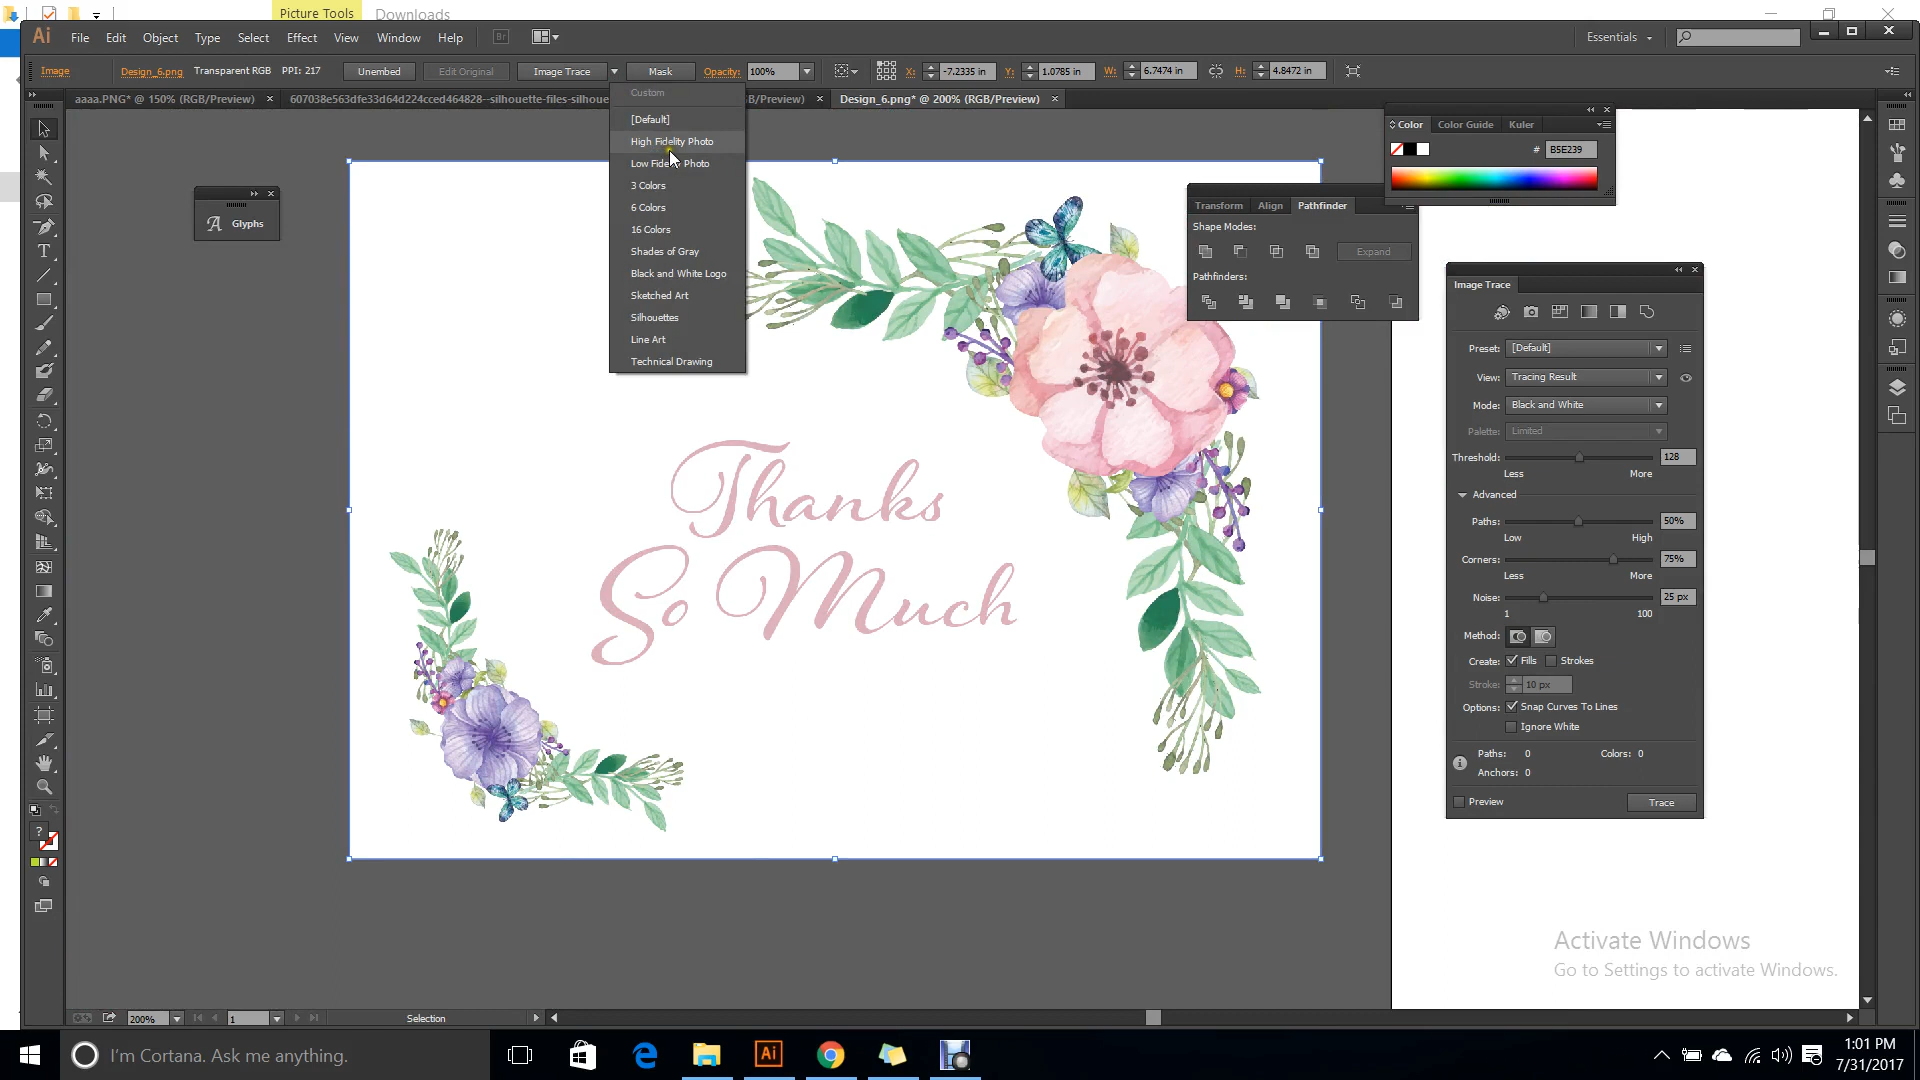 Picture Tools
Downloads
Ai
File Edit Object Type Select Effect View Window Help
Br
Essentials
Image
Design_6.png
Transparent RGB
PPI: 217
Unembed
Edit Original
Image Trace
Mask
Opacity:
100%
X:
-7.2335 in
Y:
1.0785 in
W:
6.7474 in
H:
4.8472 in
aaaa.PNG* @ 150% (RGB/Preview)
607038e563dfe33d64d224cced464828--silhouette-files-silhoue
B/Preview)
Design_6.png* @ 200% (RGB/Preview)
Custom
[Default]
High Fidelity Photo
Low Fidelity Photo
3 Colors
6 Colors
16 Colors
Shades of Gray
Black and White Logo
Sketched Art
Silhouettes
Line Art
Technical Drawing
Glyphs
Color
Color Guide
Kuler
#
B5E239
Transform
Align
Pathfinder
Shape Modes:
Expand
Pathfinders:
Thanks
So Much
Image Trace
Preset:
[Default]
View:
Tracing Result
Mode:
Black and White
Palette:
Limited
Threshold:
128
Less
More
Advanced
Paths:
50%
Low
High
Corners:
75%
Less
More
Noise:
25 px
1
100
Method:
Create:
Fills
Strokes
Stroke:
10 px
Options:
Snap Curves To Lines
Ignore White
Paths:
0
Colors: 0
Anchors: 0
Preview
Trace
Activate Windows
Go to Settings to activate Windows.
200%
1
Selection
I'm Cortana. Ask me anything.
Ai
1:01 PM
7/31/2017